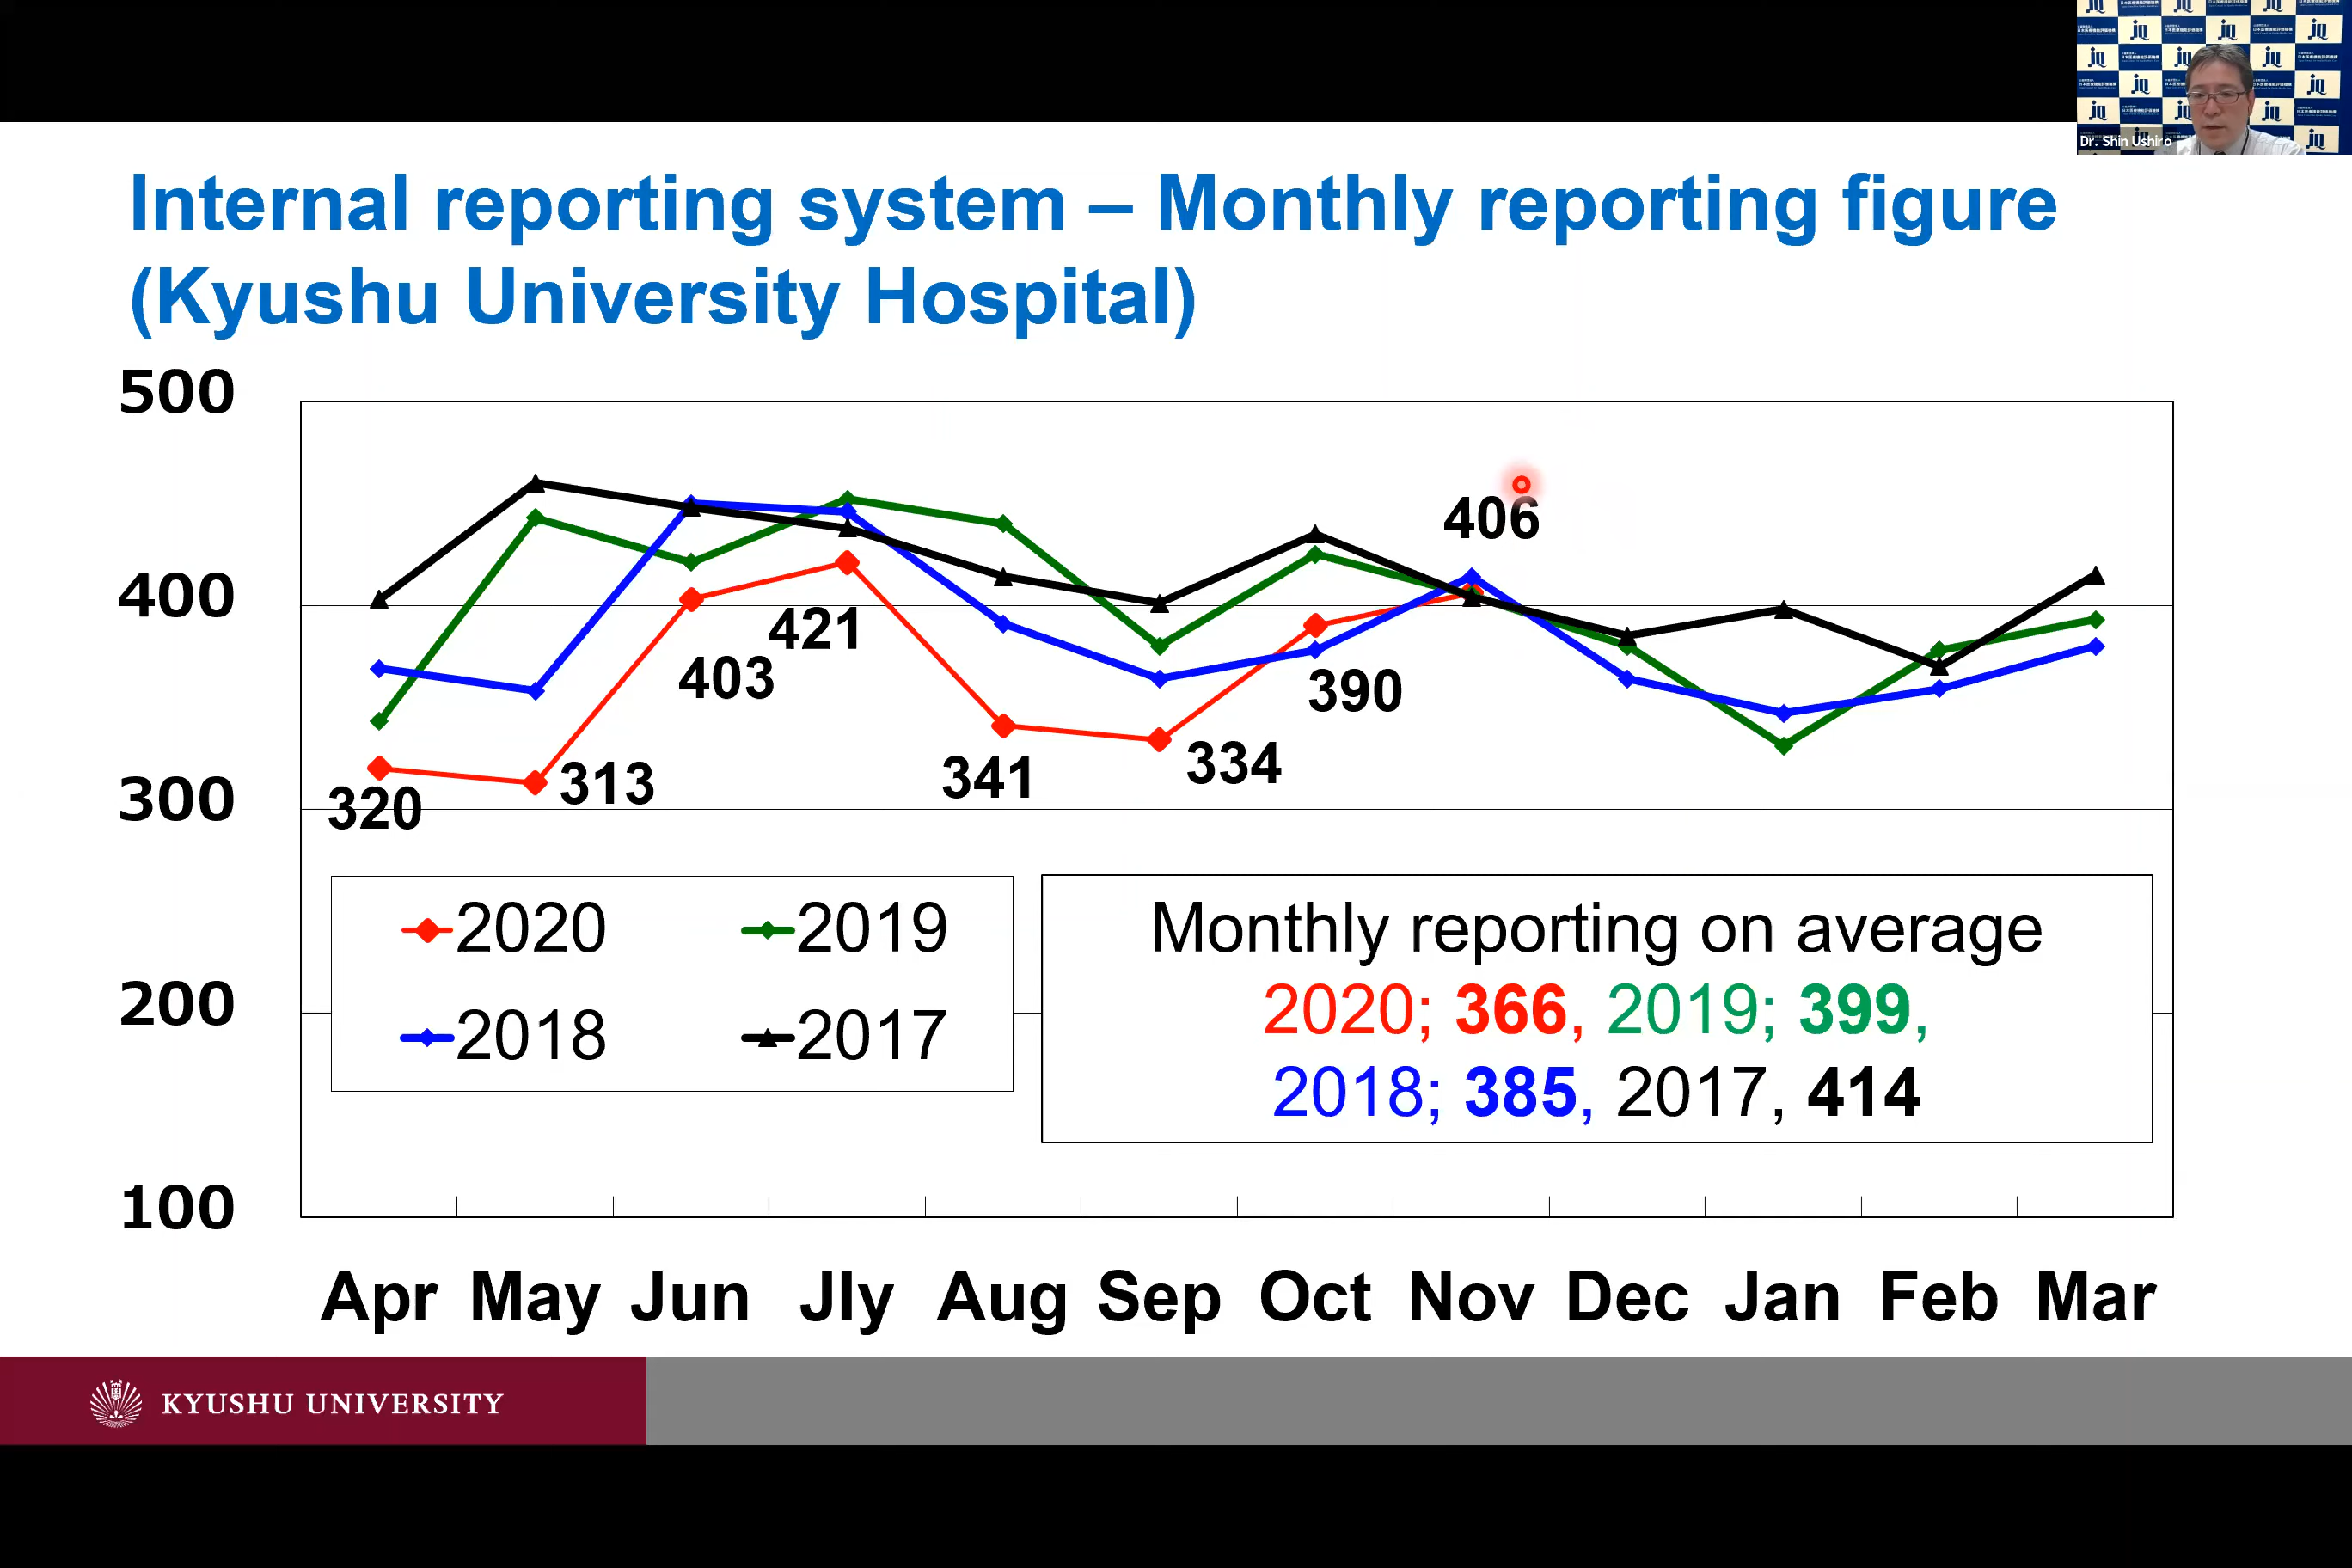 Dr. Shin Ushiro
Internal reporting system – Monthly reporting figure
(Kyushu University Hospital)
500
400
300
200
100
406
421
403
390
313
341
334
320
2020 2019
2018 2017
Monthly reporting on average
2020; 366, 2019; 399,
2018; 385, 2017, 414
Apr May Jun Jly Aug Sep Oct Nov Dec Jan Feb Mar
KYUSHU UNIVERSITY